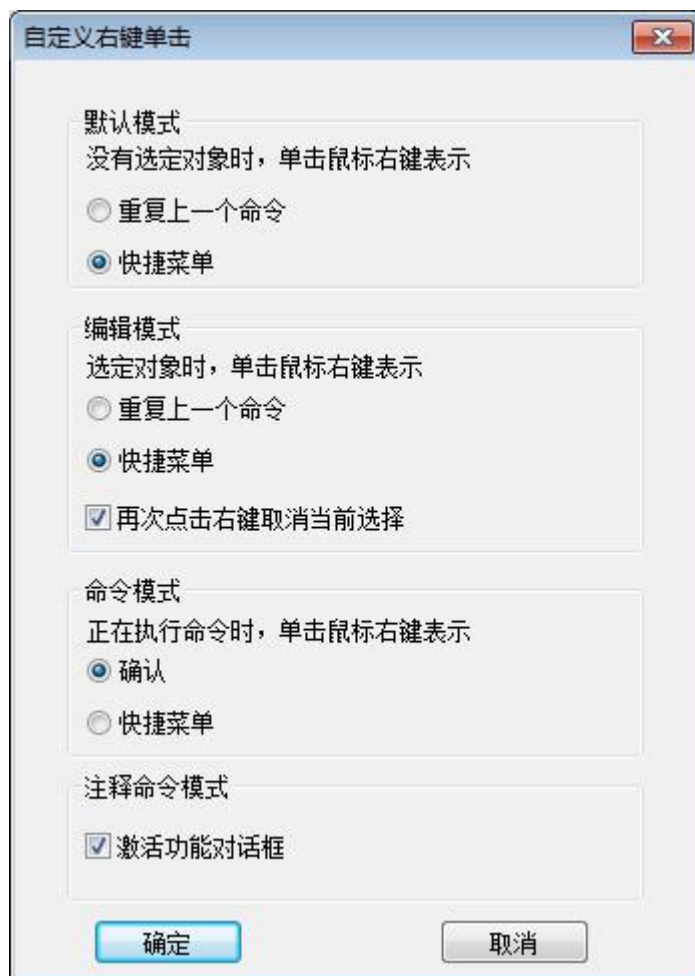 自定义右键单击
默认模式
没有选定对象时，单击鼠标右键表示
重复上一个命令
快捷菜单
编辑模式
选定对象时，单击鼠标右键表示
重复上一个命令
快捷菜单
再次点击右键取消当前选择
命令模式
正在执行命令时，单击鼠标右键表示
确认
快捷菜单
注释命令模式
激活功能对话框
确定
取消